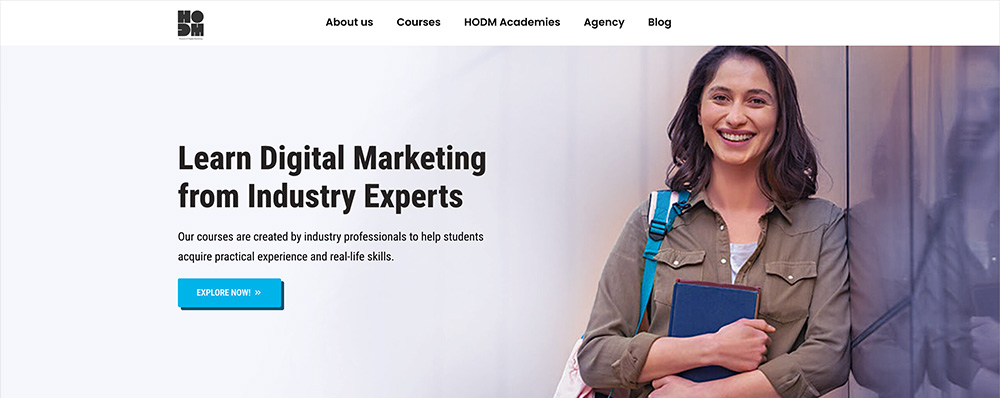 HODM
About us Courses HODM Academies Agency Blog
Learn Digital Marketing
from Industry Experts
Our courses are created by industry professionals to help students
acquire practical experience and real-life skills.
EXPLORE NOW! »